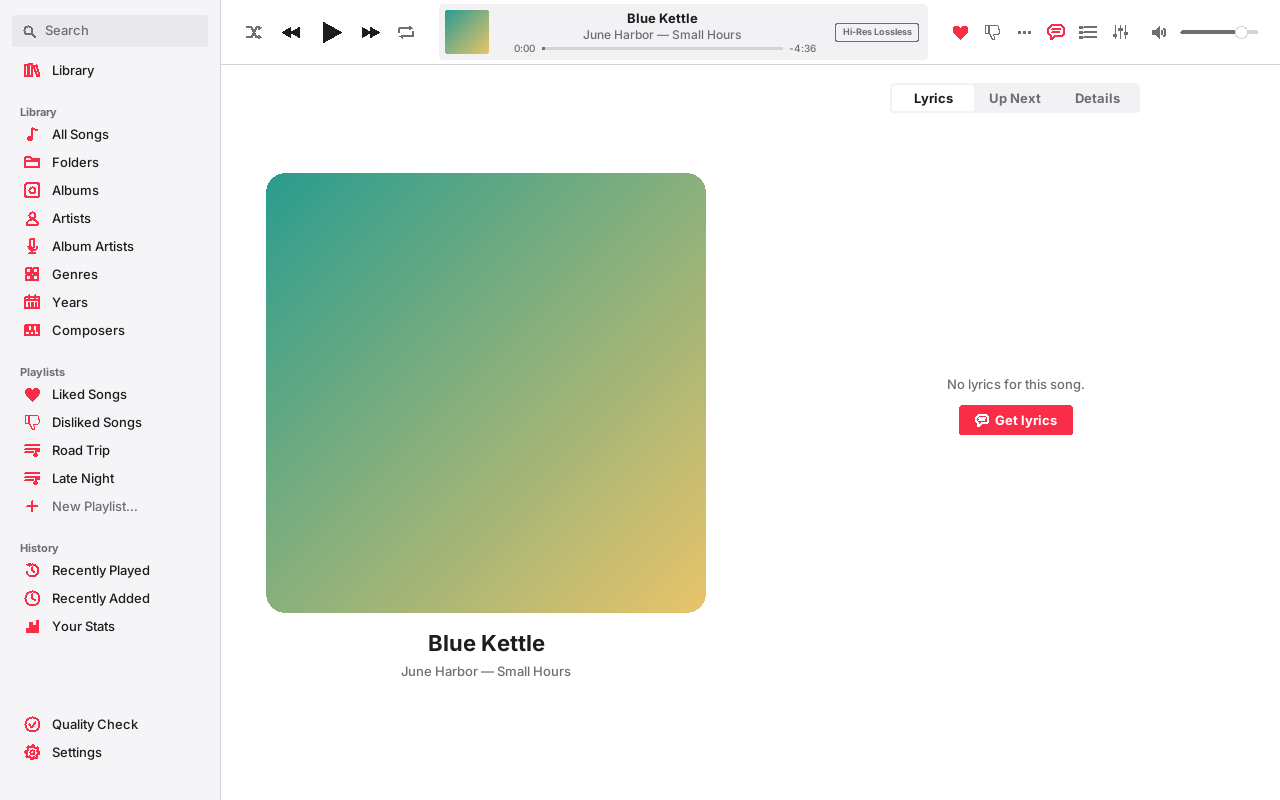 Search
Library
Library
All Songs
Folders
Albums
Artists
Album Artists
Genres
Years
Composers
Playlists
Liked Songs
Disliked Songs
Road Trip
Late Night
New Playlist...
History
Recently Played
Recently Added
Your Stats
Quality Check
Settings
Blue Kettle
June Harbor — Small Hours
0:00
-4:36
Hi-Res Lossless
Lyrics
Up Next
Details
Blue Kettle
June Harbor — Small Hours
No lyrics for this song.
Get lyrics